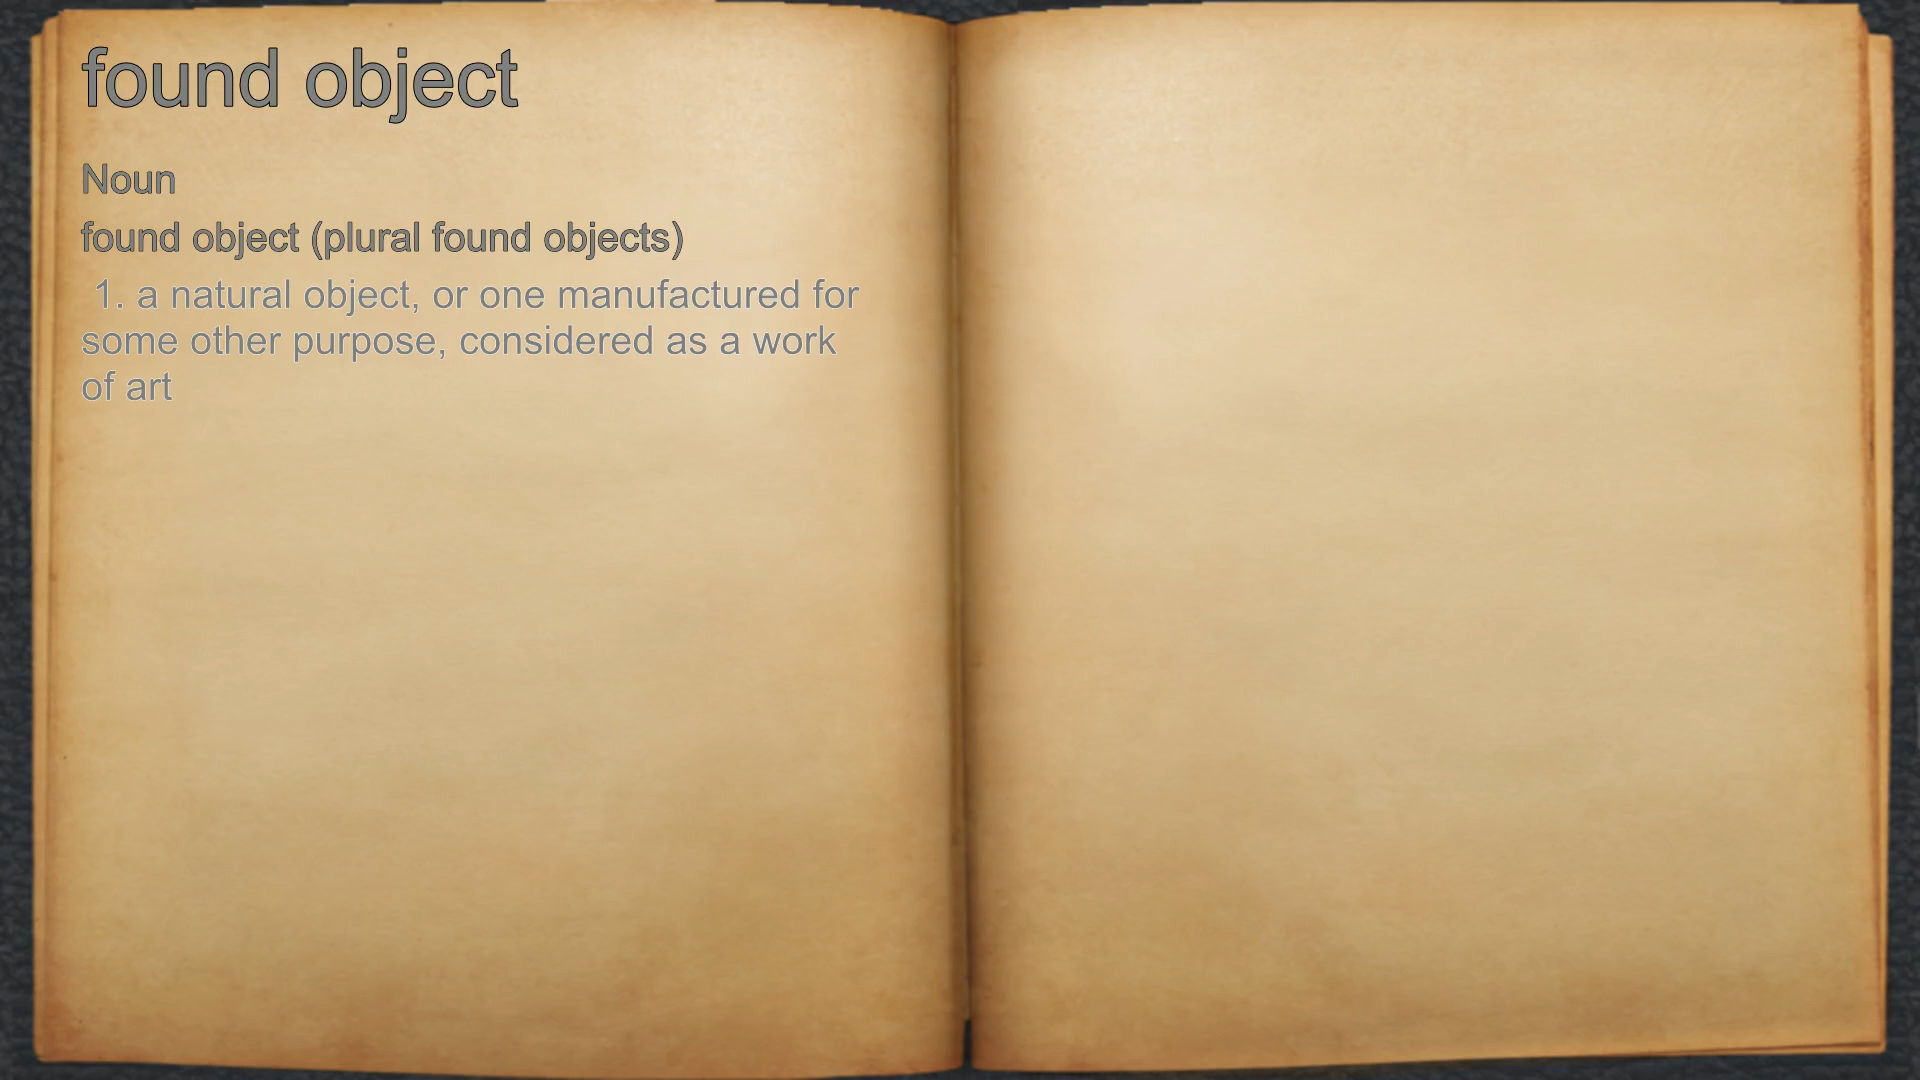 found object
Noun
found object (plural found objects)
1. a natural object, or one manufactured for
some other purpose, considered as a work
of art